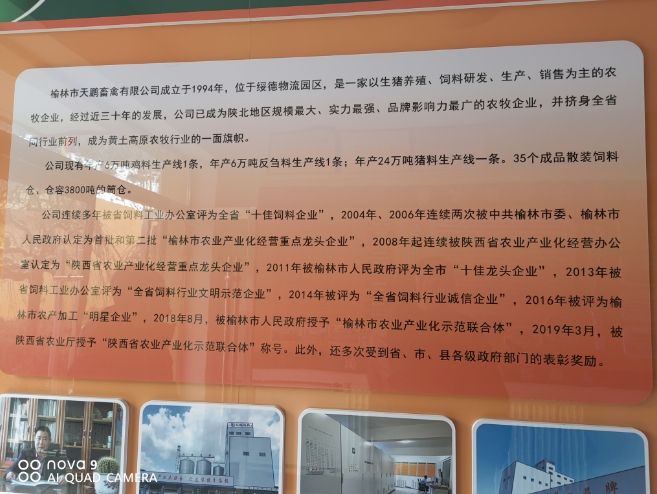 榆林市天鹏畜禽有限公司成立于1994年，位于绥德物流园区，是一家以生猪养殖、饲料研发、生产、销售为主的农
牧企业，经过近三十年的发展，公司已成为陕北地区规模最大、实力最强、品牌影响力最广的农牧企业，并挤身全省
同行业前列，成为黄土高原农牧行业的一面旗帜。
公司现有年产6万吨鸡料生产线1条，年产6万吨反刍料生产线1条；年产24万吨猪料生产线一条。35个成品散装饲料
仓，仓容3800吨的筒仓。
公司连续多年被省饲料工业办公室评为全省“十佳饲料企业”，2004年、2006年连续两次被中共榆林市委、榆林市
人民政府认定为首批和第二批“榆林市农业产业化经营重点龙头企业”，2008年起连续被陕西省农业产业化经营办公
室认定为“陕西省农业产业化经营重点龙头企业”，2011年被榆林市人民政府评为全市“十佳龙头企业”，2013年被
省饲料工业办公室评为“全省饲料行业文明示范企业”，2014年被评为“全省饲料行业诚信企业”，2016年被评为榆
林市农产加工“明星企业”，2018年8月，被榆林市人民政府授予“榆林市农业产业化示范联合体”，2019年3月，被
陕西省农业厅授予“陕西省农业产业化示范联合体”称号。此外，还多次受到省、市、县各级政府部门的表彰奖励。
nova 9
AI QUAD CAMERA